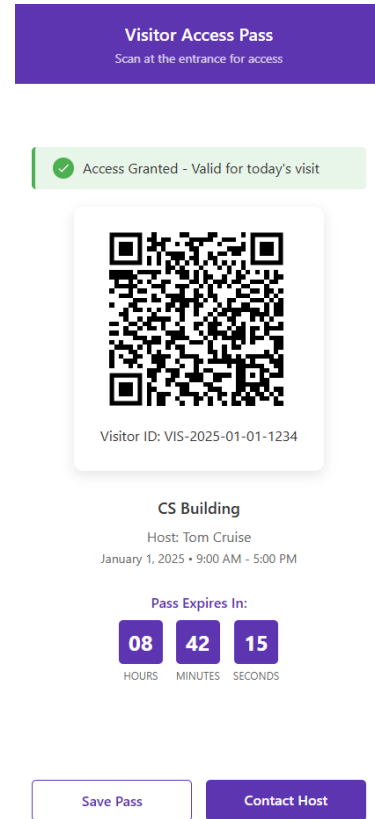 Visitor Access Pass
Scan at the entrance for access
Access Granted - Valid for today's visit
Visitor ID: VIS-2025-01-01-1234
CS Building
Host: Tom Cruise
January 1, 2025 • 9:00 AM - 5:00 PM
Pass Expires In:
08 42 15
HOURS MINUTES SECONDS
Save Pass Contact Host